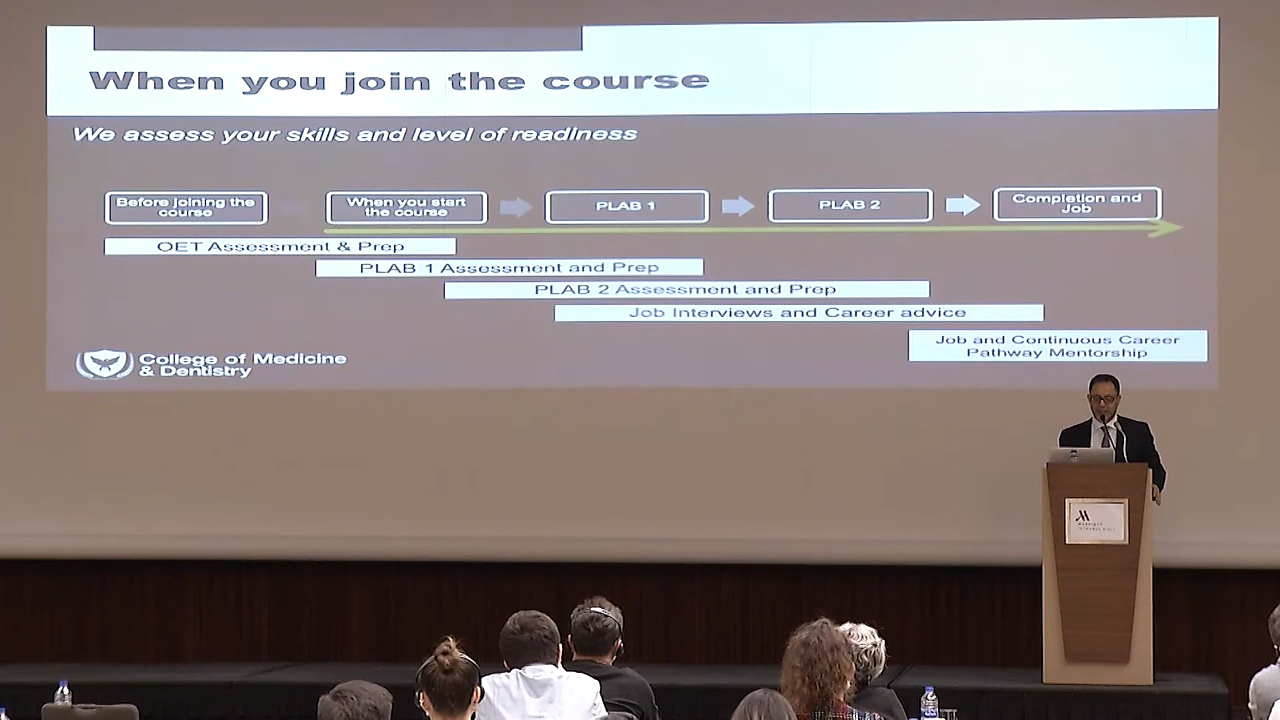 When you join the course
We assess your skills and level of readiness
Before joining the
course
When you start
the course
PLAB 1
PLAB 2
Completion and
Job
OET Assessment & Prep
PLAB 1 Assessment and Prep
PLAB 2 Assessment and Prep
Job Interviews and Career advice
Job and Continuous Career
Pathway Mentorship
College of Medicine
& Dentistry